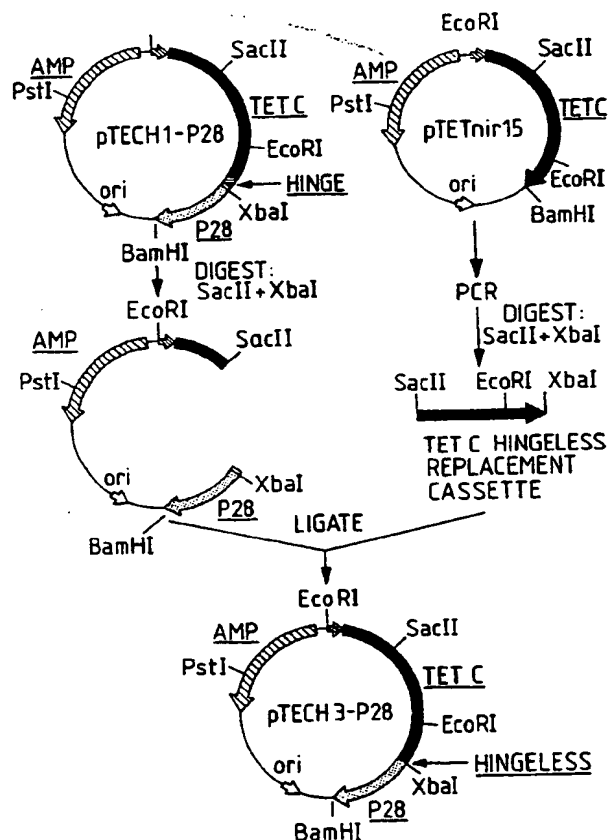 SacII
AMP
PstI
TET C
pTECH1-P28
EcoRI
HINGE
ori
XbaI
P28
BamHI
DIGEST:
SacII+XbaI
EcoRI
SacII
AMP
PstI
TETC
pTETnir15
EcoRI
ori
BamHI
PCR
DIGEST:
SacII+XbaI
EcoRI
SacII
AMP
PstI
ori
XbaI
P28
BamHI
SacII
EcoRI
XbaI
TET C HINGELESS
REPLACEMENT
CASSETTE
LIGATE
EcoRI
AMP
SacII
PstI
TET C
pTECH3-P28
EcoRI
HINGELESS
ori
XbaI
P28
BamHI